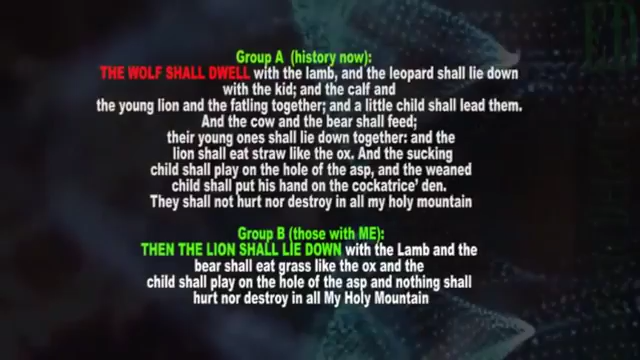 Group A (history now):
THE WOLF SHALL DWELL with the lamb, and the leopard shall lie down
with the kid; and the calf and
the young lion and the fatling together; and a little child shall lead them.
And the cow and the bear shall feed;
their young ones shall lie down together: and the
lion shall eat straw like the ox. And the sucking
child shall play on the hole of the asp, and the weaned
child shall put his hand on the cockatrice' den.
They shall not hurt nor destroy in all my holy mountain
Group B (those with ME):
THEN THE LION SHALL LIE DOWN with the Lamb and the
bear shall eat grass like the ox and the
child shall play on the hole of the asp and nothing shall
hurt nor destroy in all My Holy Mountain